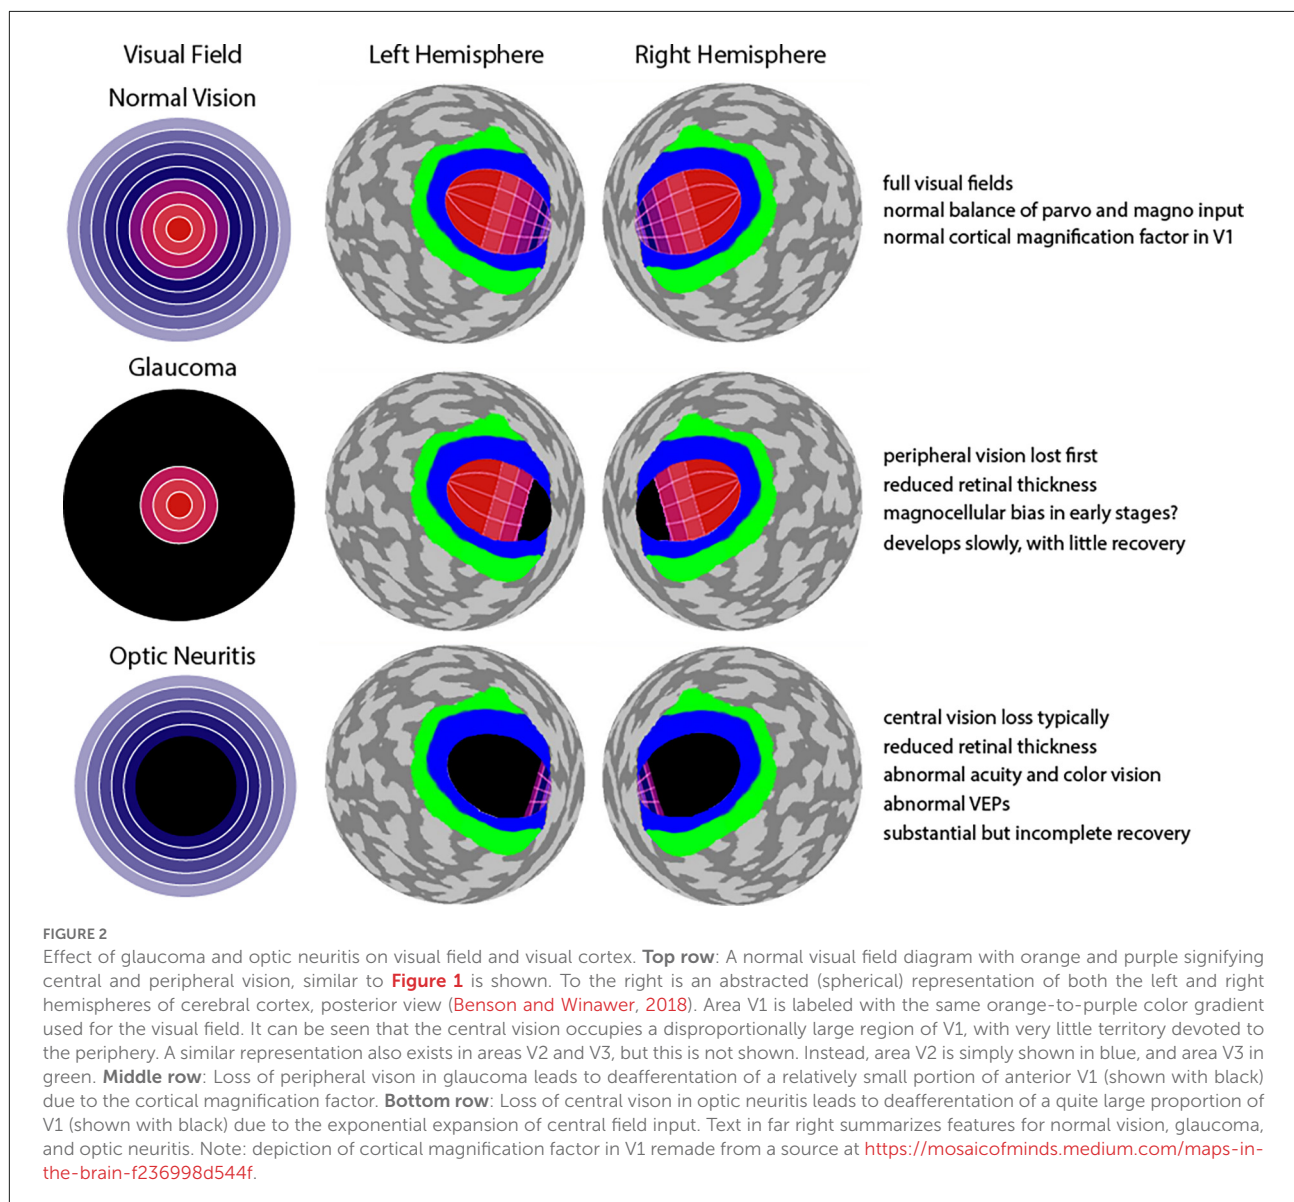 Visual Field
Left Hemisphere
Right Hemisphere
Normal Vision
full visual fields
normal balance of parvo and magno input
normal cortical magnification factor in V1
Glaucoma
peripheral vision lost first
reduced retinal thickness
magnocellular bias in early stages?
develops slowly, with little recovery
Optic Neuritis
central vision loss typically
reduced retinal thickness
abnormal acuity and color vision
abnormal VEPs
substantial but incomplete recovery
FIGURE 2
Effect of glaucoma and optic neuritis on visual field and visual cortex. Top row: A normal visual field diagram with orange and purple signifying
central and peripheral vision, similar to Figure 1 is shown. To the right is an abstracted (spherical) representation of both the left and right
hemispheres of cerebral cortex, posterior view (Benson and Winawer, 2018). Area V1 is labeled with the same orange-to-purple color gradient
used for the visual field. It can be seen that the central vision occupies a disproportionally large region of V1, with very little territory devoted to
the periphery. A similar representation also exists in areas V2 and V3, but this is not shown. Instead, area V2 is simply shown in blue, and area V3 in
green. Middle row: Loss of peripheral vison in glaucoma leads to deafferentation of a relatively small portion of anterior V1 (shown with black)
due to the cortical magnification factor. Bottom row: Loss of central vison in optic neuritis leads to deafferentation of a quite large proportion of
V1 (shown with black) due to the exponential expansion of central field input. Text in far right summarizes features for normal vision, glaucoma,
and optic neuritis. Note: depiction of cortical magnification factor in V1 remade from a source at https://mosaicofminds.medium.com/maps-in-
the-brain-f236998d544f.